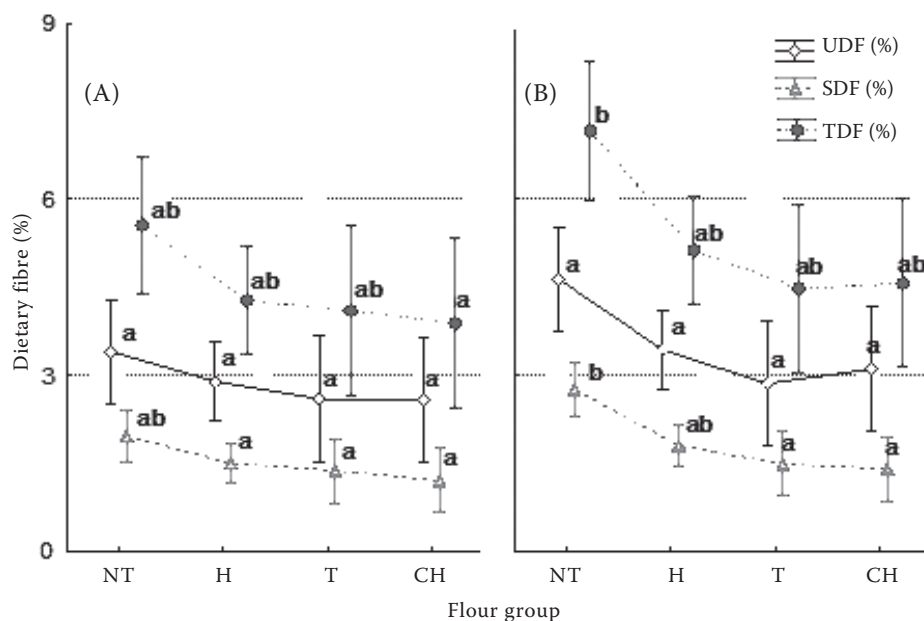 9
6
3
0
Dietary fibre (%)
(A)
ab
ab
ab
a
a
a
a
a
ab
a
a
a
NT H T CH
(B)
b
ab
ab
ab
a
a
a
a
b
ab
a
a
NT H T CH
UDF (%)
SDF (%)
TDF (%)
Flour group